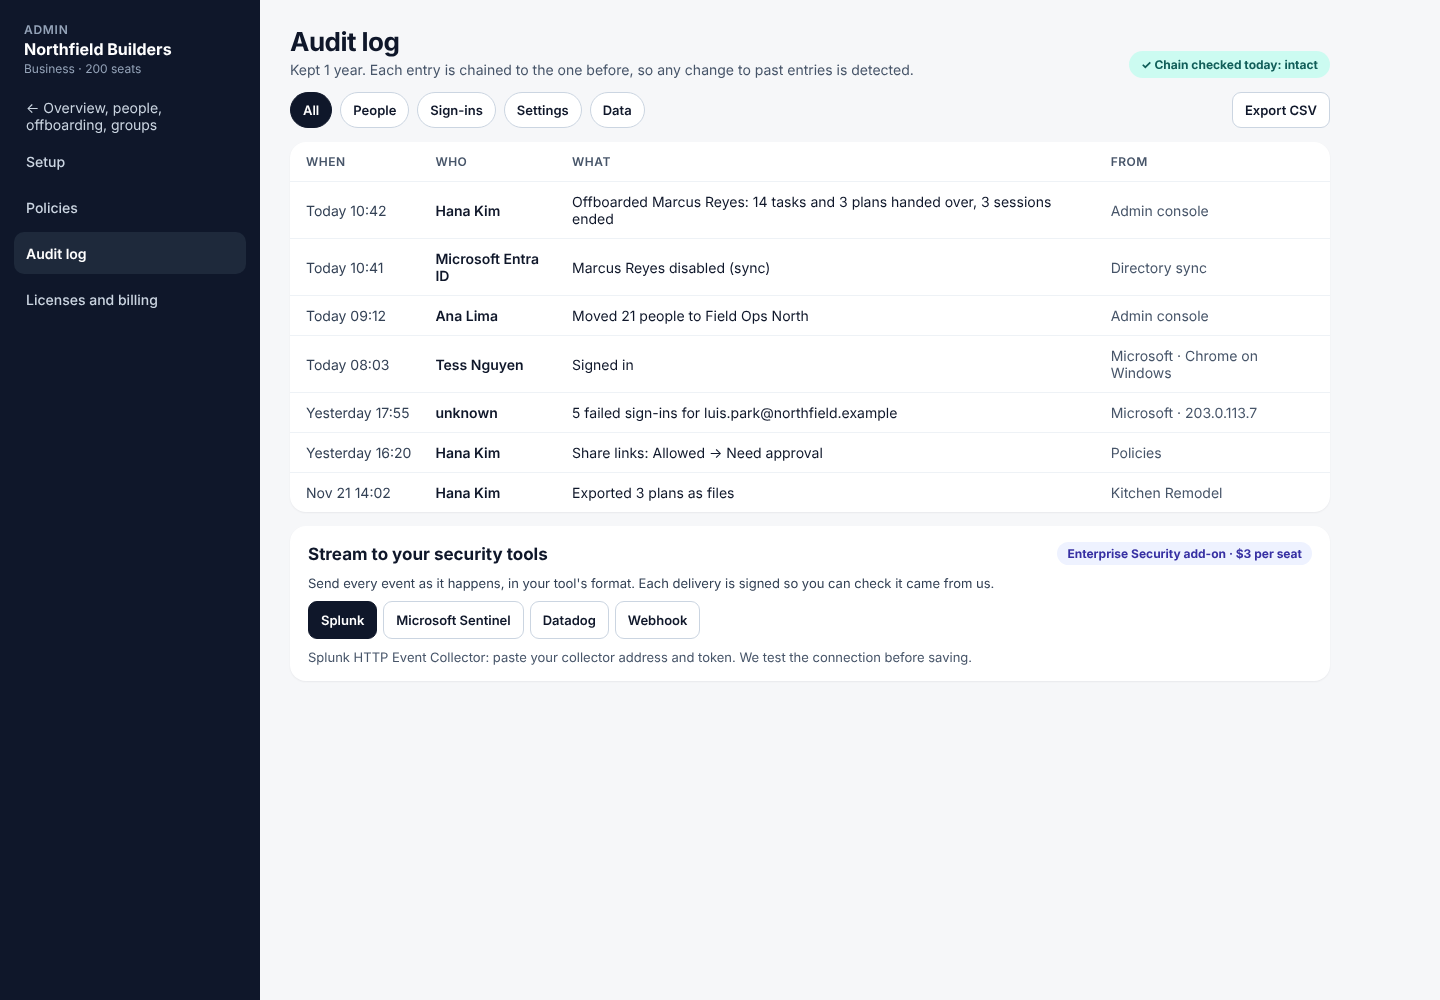 ADMIN
Northfield Builders
Business · 200 seats
← Overview, people,
offboarding, groups
Setup
Policies
Audit log
Licenses and billing
Audit log
Kept 1 year. Each entry is chained to the one before, so any change to past entries is detected.
✓ Chain checked today: intact
All People Sign-ins Settings Data Export CSV
WHEN WHO WHAT FROM
Today 10:42 Hana Kim Offboarded Marcus Reyes: 14 tasks and 3 plans handed over, 3 sessions
ended Admin console
Today 10:41 Microsoft Entra
ID Marcus Reyes disabled (sync) Directory sync
Today 09:12 Ana Lima Moved 21 people to Field Ops North Admin console
Today 08:03 Tess Nguyen Signed in Microsoft · Chrome on
Windows
Yesterday 17:55 unknown 5 failed sign-ins for luis.park@northfield.example Microsoft · 203.0.113.7
Yesterday 16:20 Hana Kim Share links: Allowed → Need approval Policies
Nov 21 14:02 Hana Kim Exported 3 plans as files Kitchen Remodel
Stream to your security tools Enterprise Security add-on · $3 per seat
Send every event as it happens, in your tool's format. Each delivery is signed so you can check it came from us.
Splunk Microsoft Sentinel Datadog Webhook
Splunk HTTP Event Collector: paste your collector address and token. We test the connection before saving.